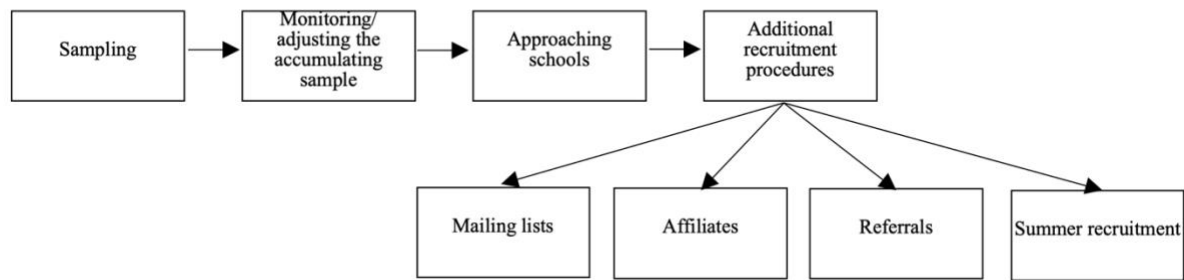 Sampling
Monitoring/
adjusting the
accumulating
sample
Approaching
schools
Additional
recruitment
procedures
Mailing lists
Affiliates
Referrals
Summer recruitment